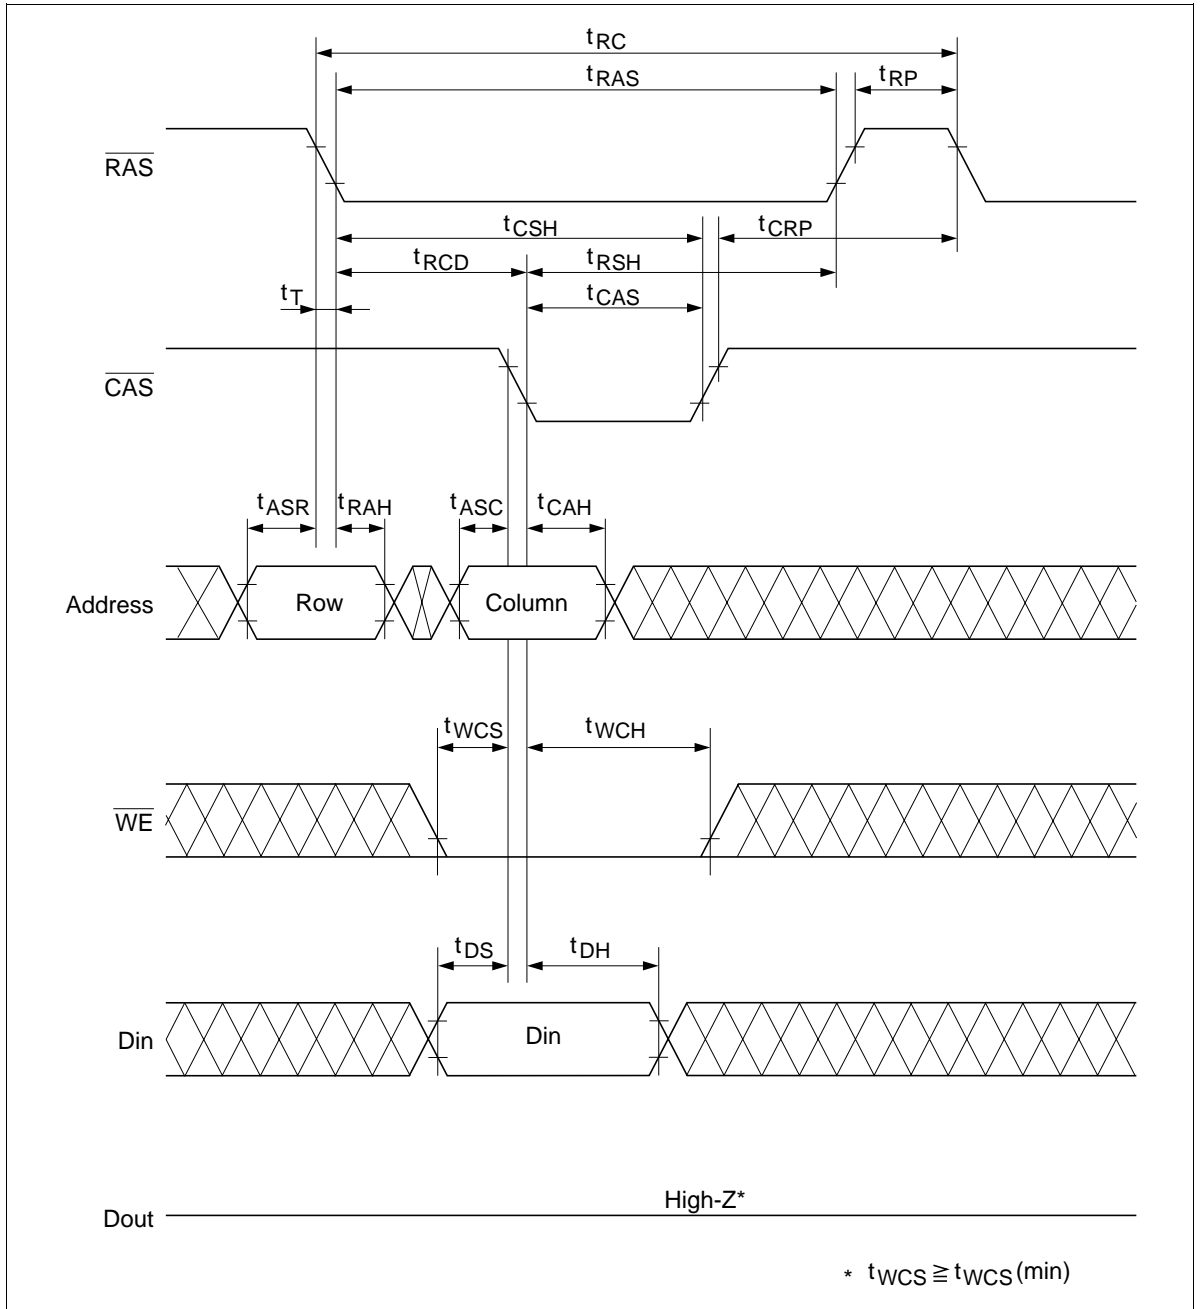 tRC
tRAS
tRP
RAS
tCSH
tCRP
tRCD
tRSH
tT
tCAS
CAS
tASR
tRAH
tASC
tCAH
Address
Row
Column
tWCS
tWCH
WE
tDS
tDH
Din
Din
High-Z*
Dout
* tWCS ≧ tWCS(min)